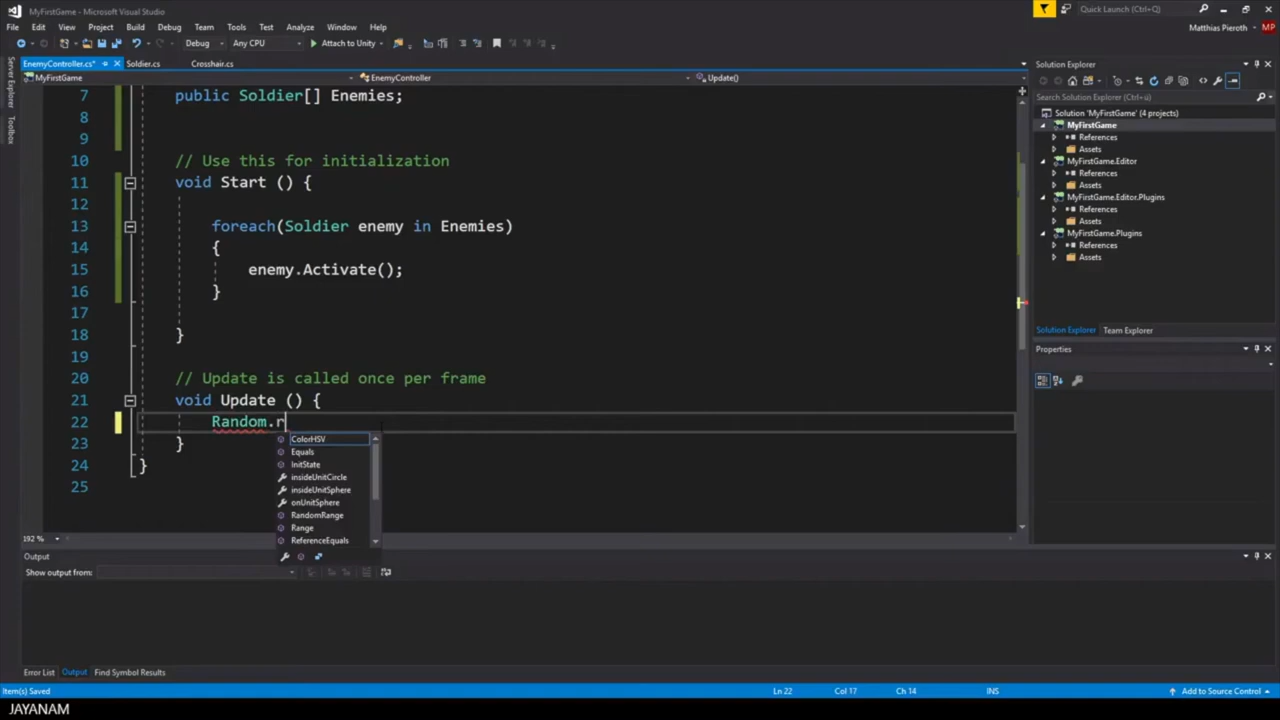 MyFirstGame - Microsoft Visual Studio
Quick Launch (Ctrl+Q)
File Edit View Project Build Debug Team Tools Test Analyze Window Help
Matthias Pieroth MP
Debug Any CPU Attach to Unity
Server Explorer
Toolbox
EnemyController.cs* Soldier.cs Crosshair.cs
MyFirstGame EnemyController Update()
7 public Soldier[] Enemies;
8
9
10 // Use this for initialization
11 void Start () {
12
13 foreach(Soldier enemy in Enemies)
14 {
15 enemy.Activate();
16 }
17
18 }
19
20 // Update is called once per frame
21 void Update () {
22 Random.r
23 }
24 }
25
ColorHSV
Equals
InitState
insideUnitCircle
insideUnitSphere
onUnitSphere
RandomRange
Range
ReferenceEquals
192 %
Solution Explorer
Search Solution Explorer (Ctrl+ü)
Solution 'MyFirstGame' (4 projects)
MyFirstGame
References
Assets
MyFirstGame.Editor
References
Assets
MyFirstGame.Editor.Plugins
References
Assets
MyFirstGame.Plugins
References
Assets
Solution Explorer Team Explorer
Properties
Output
Show output from:
Error List Output Find Symbol Results
Item(s) Saved Ln 22 Col 17 Ch 14 INS Add to Source Control
JAYANAM